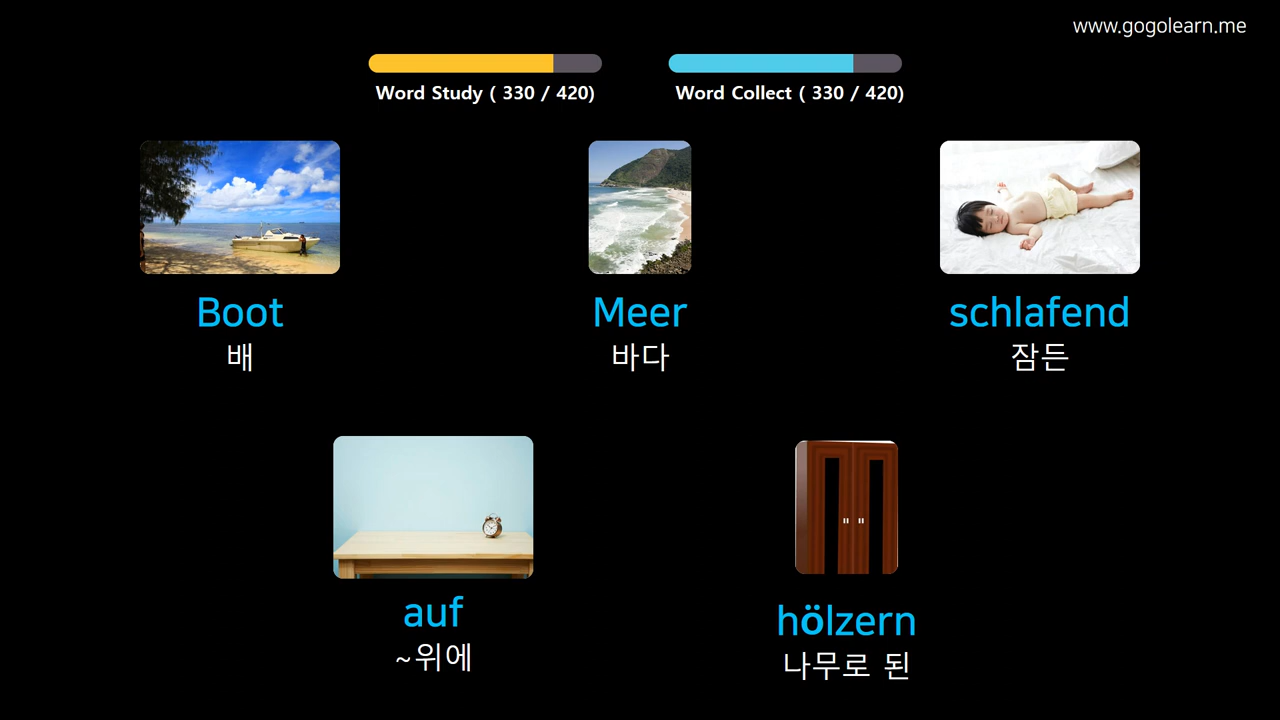 www.gogolearn.me
Word Study ( 330 / 420)
Word Collect ( 330 / 420)
Boot
배
Meer
바다
schlafend
잠든
auf
~위에
hölzern
나무로 된